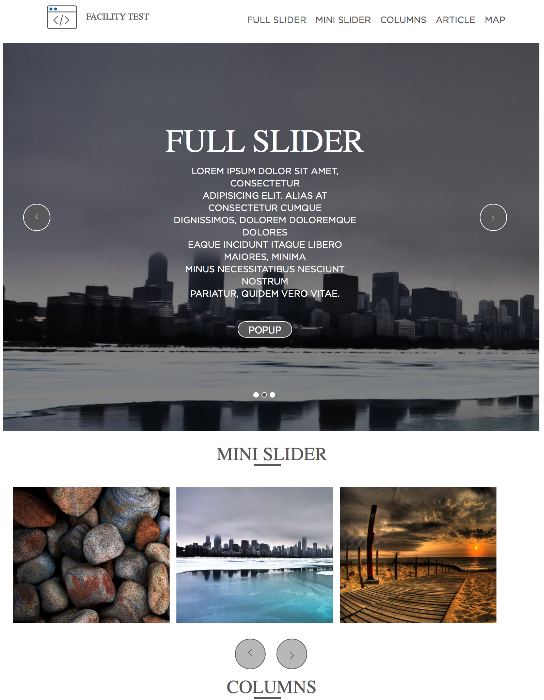 FACILITY TEST
FULL SLIDER MINI SLIDER COLUMNS ARTICLE MAP
FULL SLIDER
LOREM IPSUM DOLOR SIT AMET,
CONSECTETUR
ADIPISICING ELIT. ALIAS AT
CONSECTETUR CUMQUE
DIGNISSIMOS, DOLOREM DOLOREMQUE
DOLORES
EAQUE INCIDUNT ITAQUE LIBERO
MAIORES, MINIMA
MINUS NECESSITATIBUS NESCIUNT
NOSTRUM
PARIATUR, QUIDEM VERO VITAE.
POPUP
MINI SLIDER
COLUMNS